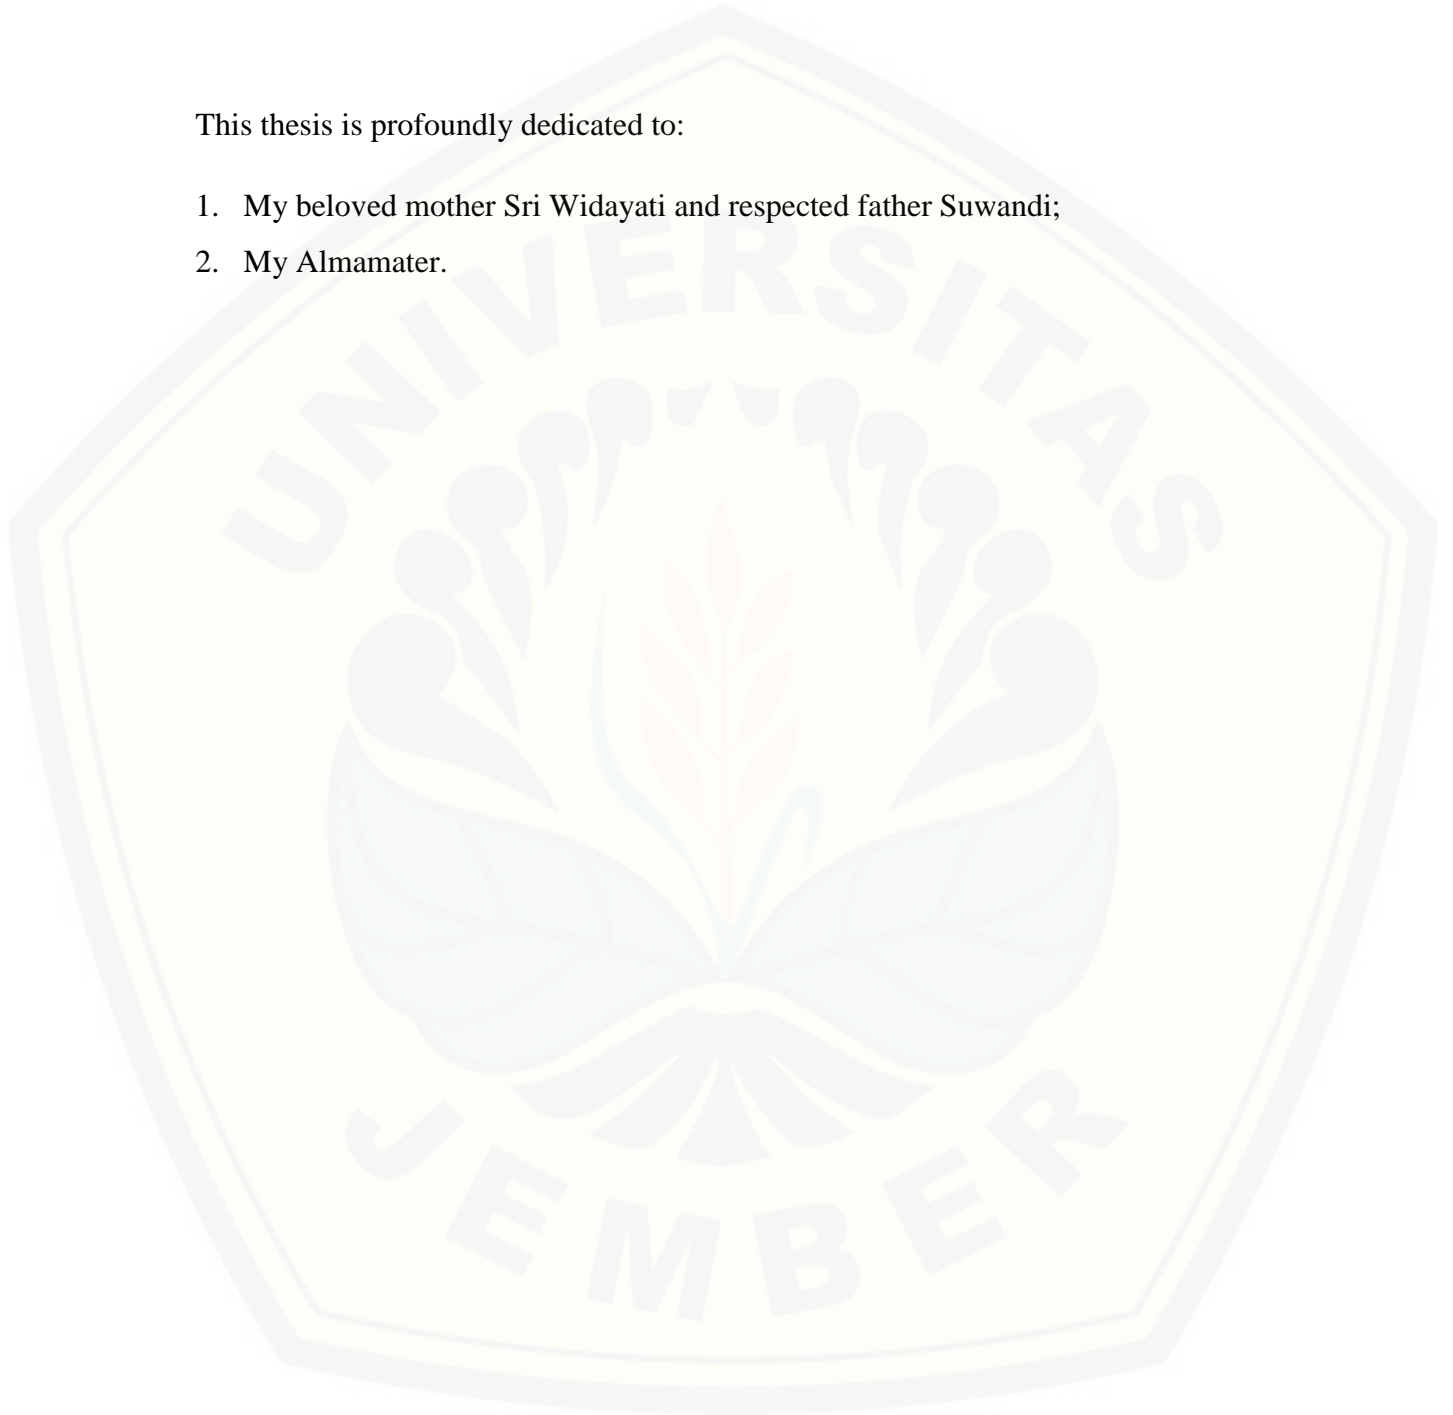 This thesis is profoundly dedicated to:
1. My beloved mother Sri Widayati and respected father Suwandi;
2. My Almamater.
UNIVERSITAS
JEMBER